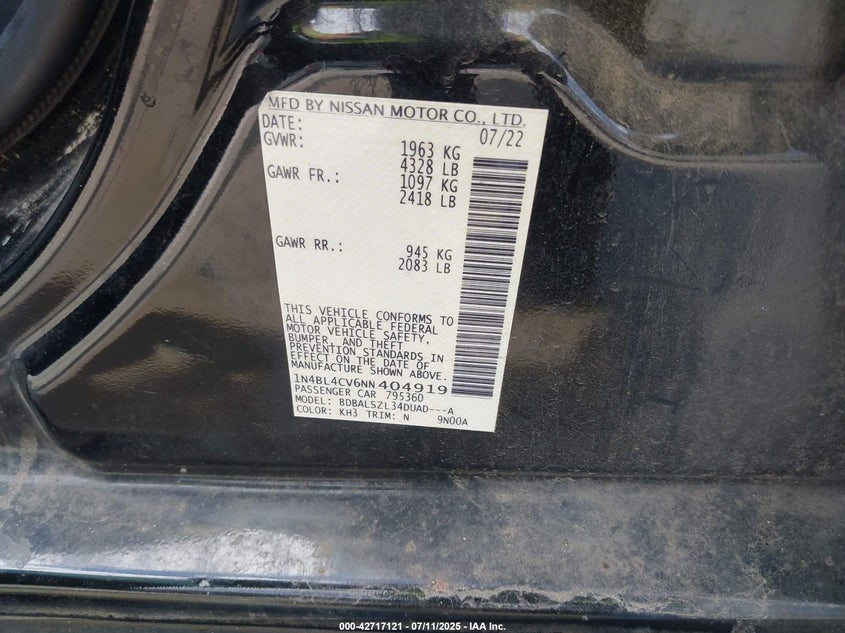 MFD BY NISSAN MOTOR CO., LTD.
DATE: 07/22
GVWR: 1963 KG
4328 LB
GAWR FR.: 1097 KG
2418 LB
GAWR RR.: 945 KG
2083 LB
THIS VEHICLE CONFORMS TO
ALL APPLICABLE FEDERAL
MOTOR VEHICLE SAFETY,
BUMPER, AND THEFT
PREVENTION STANDARDS IN
EFFECT ON THE DATE OF
MANUFACTURE SHOWN ABOVE.
1N4BL4CV6NN404919
PASSENGER CAR 795360
MODEL: BDBALSZL34DUAD---A
COLOR: KH3 TRIM: N 9N00A
000-42717121 - 07/11/2025 - IAA Inc.